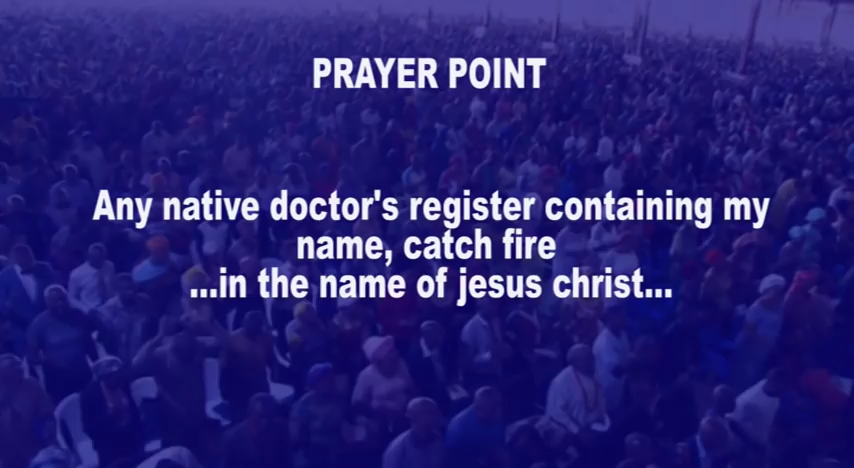 PRAYER POINT
Any native doctor's register containing my
name, catch fire
...in the name of jesus christ...